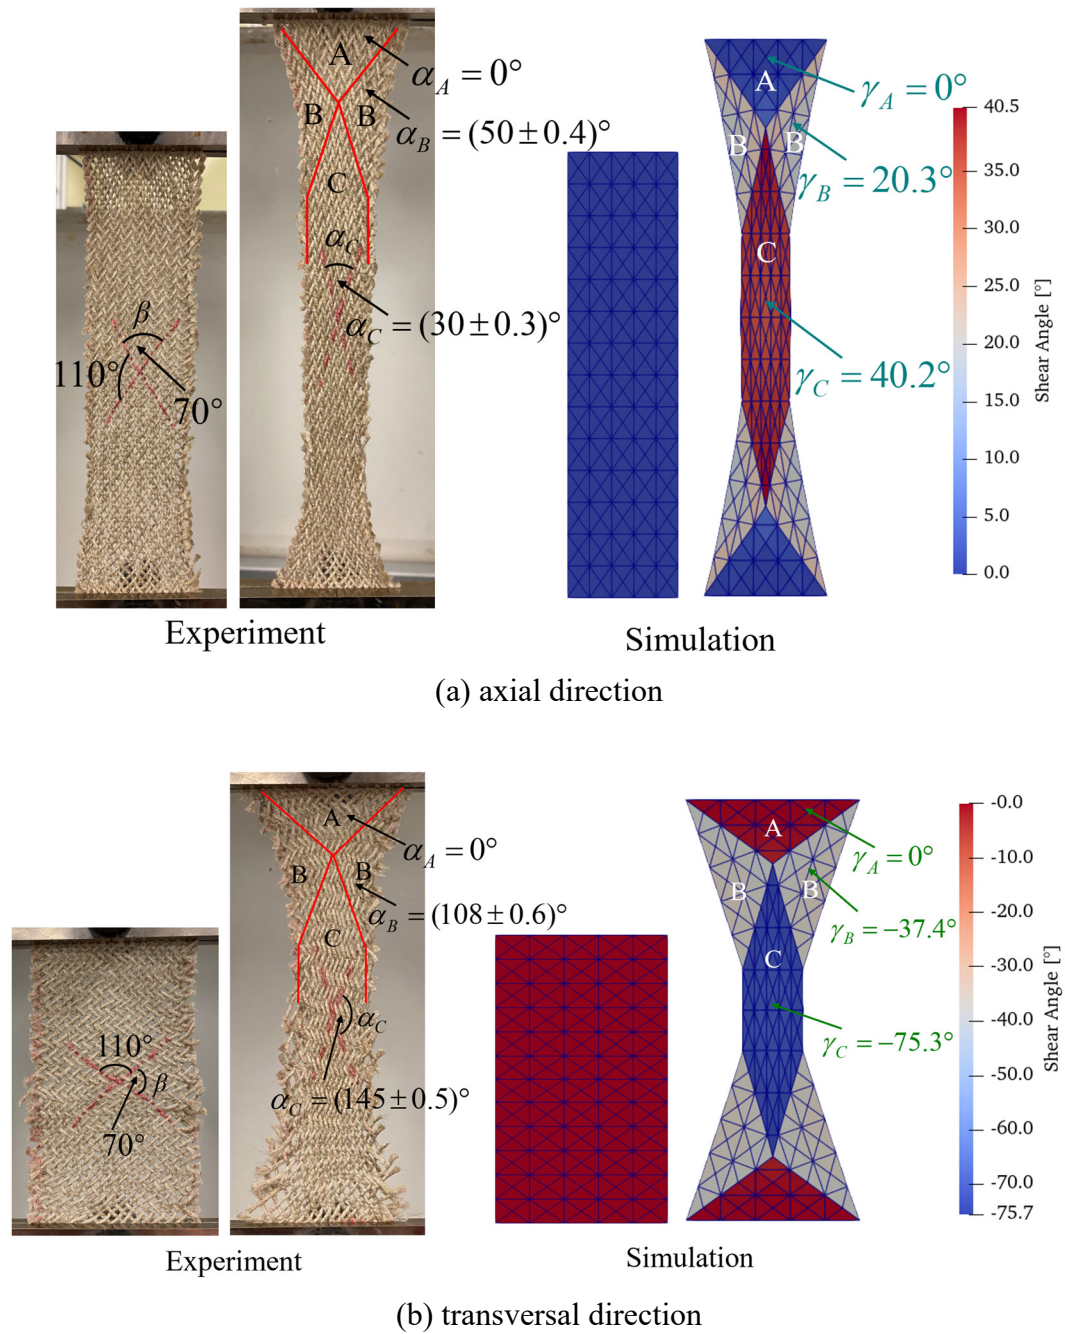 A
α_A = 0°
B
B
α_B = (50 ± 0.4)°
C
α_C
α_C = (30 ± 0.3)°
β
110°
70°
A
γ_A = 0°
B
B
γ_B = 20.3°
C
γ_C = 40.2°
40.5
35.0
30.0
25.0
20.0
15.0
10.0
5.0
0.0
Shear Angle [°]
Experiment
Simulation
(a) axial direction
A
α_A = 0°
B
B
α_B = (108 ± 0.6)°
C
α_C
α_C = (145 ± 0.5)°
110°
β
70°
A
γ_A = 0°
B
B
γ_B = −37.4°
C
γ_C = −75.3°
-0.0
-10.0
-20.0
-30.0
-40.0
-50.0
-60.0
-70.0
-75.7
Shear Angle [°]
Experiment
Simulation
(b) transversal direction